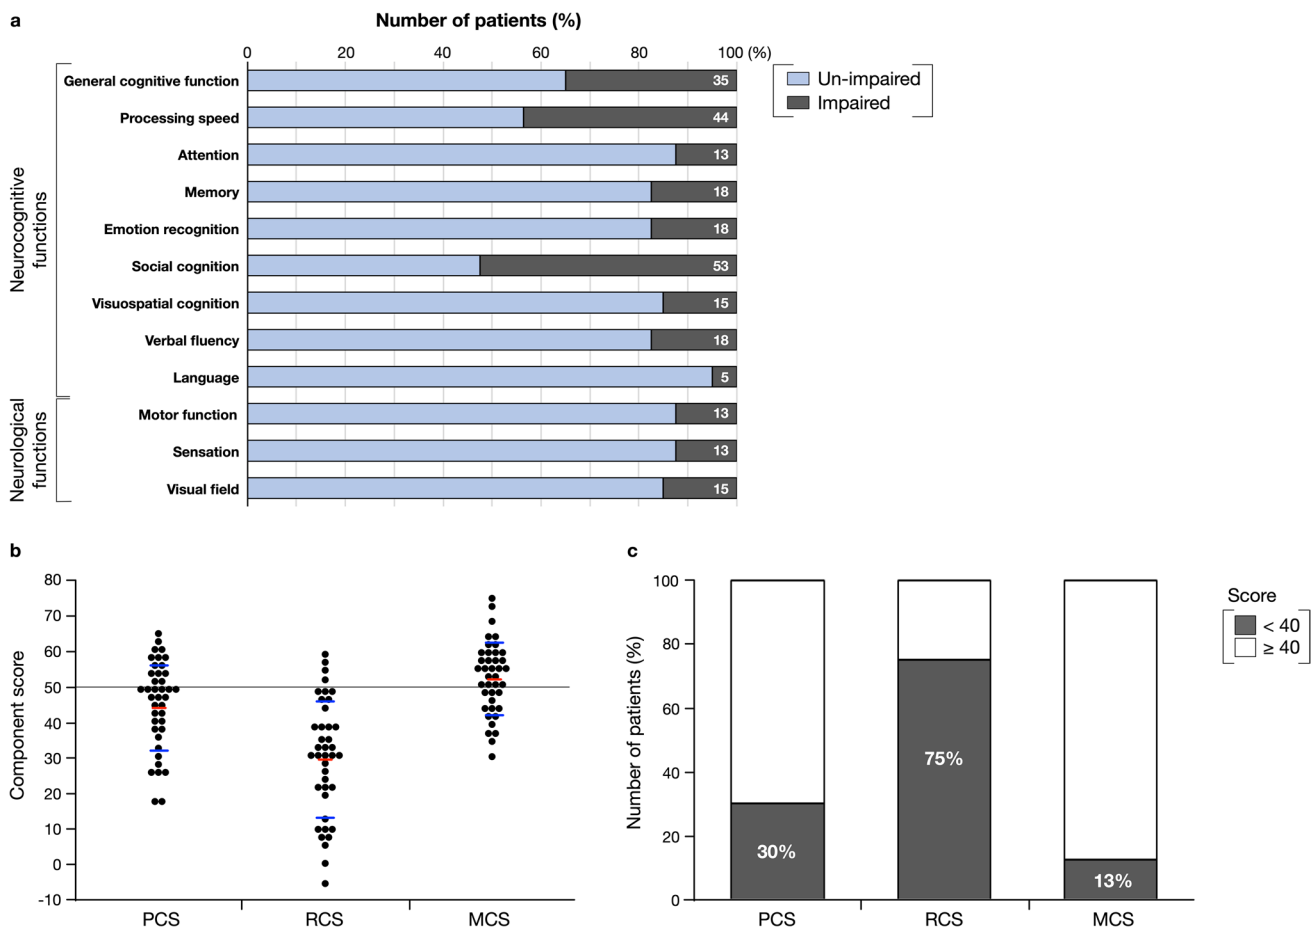 a
Number of patients (%)
0 20 40 60 80 100 (%)
Un-impaired
Impaired
Neurocognitive
functions
General cognitive function 35
Processing speed 44
Attention 13
Memory 18
Emotion recognition 18
Social cognition 53
Visuospatial cognition 15
Verbal fluency 18
Language 5
Neurological
functions
Motor function 13
Sensation 13
Visual field 15
b
Component score
80
70
60
50
40
30
20
10
0
-10
PCS RCS MCS
c
Number of patients (%)
100
80
60
40
20
0
30%
75%
13%
PCS RCS MCS
Score
< 40
≥ 40